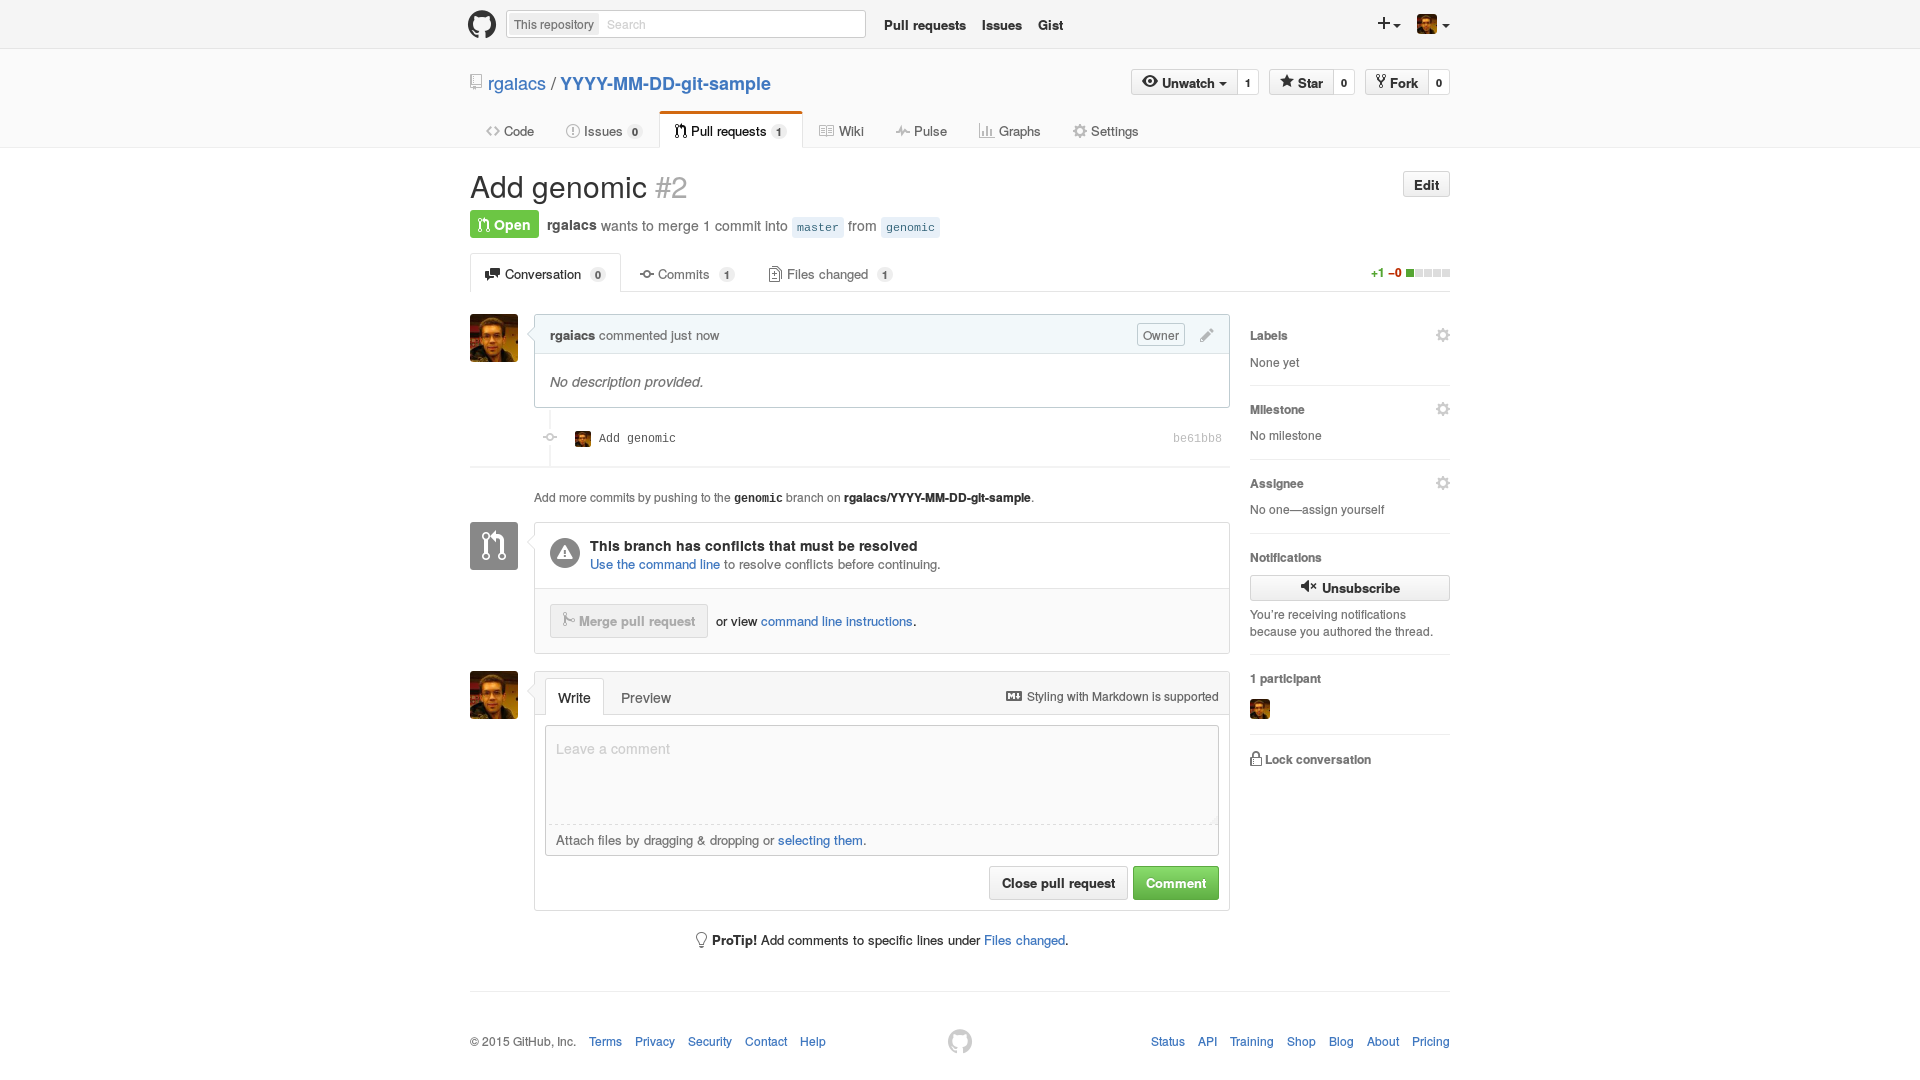 This repository Search Pull requests Issues Gist
rgaiacs / YYYY-MM-DD-git-sample Unwatch 1 Star 0 Fork 0
Code Issues 0 Pull requests 1 Wiki Pulse Graphs Settings
Add genomic #2 Edit
Open rgaiacs wants to merge 1 commit into master from genomic
Conversation 0 Commits 1 Files changed 1 +1 −0
rgaiacs commented just now Owner
No description provided.
Add genomic be61bb8
Add more commits by pushing to the genomic branch on rgaiacs/YYYY-MM-DD-git-sample.
This branch has conflicts that must be resolved
Use the command line to resolve conflicts before continuing.
Merge pull request or view command line instructions.
Write Preview Styling with Markdown is supported
Leave a comment
Attach files by dragging & dropping or selecting them.
Close pull request Comment
ProTip! Add comments to specific lines under Files changed.
Labels
None yet
Milestone
No milestone
Assignee
No one—assign yourself
Notifications
Unsubscribe
You're receiving notifications
because you authored the thread.
1 participant
Lock conversation
© 2015 GitHub, Inc. Terms Privacy Security Contact Help Status API Training Shop Blog About Pricing